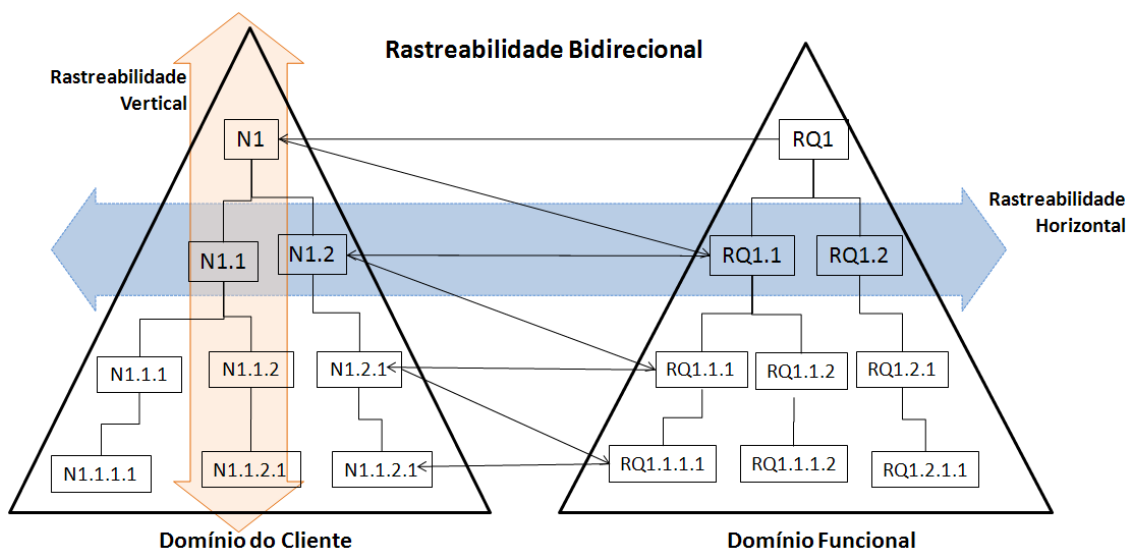 Rastreabilidade Bidirecional
Rastreabilidade
Vertical
N1
RQ1
Rastreabilidade
Horizontal
N1.1
N1.2
RQ1.1
RQ1.2
N1.1.1
N1.1.2
N1.2.1
RQ1.1.1
RQ1.1.2
RQ1.2.1
N1.1.1.1
N1.1.2.1
N1.1.2.1
RQ1.1.1.1
RQ1.1.1.2
RQ1.2.1.1
Domínio do Cliente
Domínio Funcional